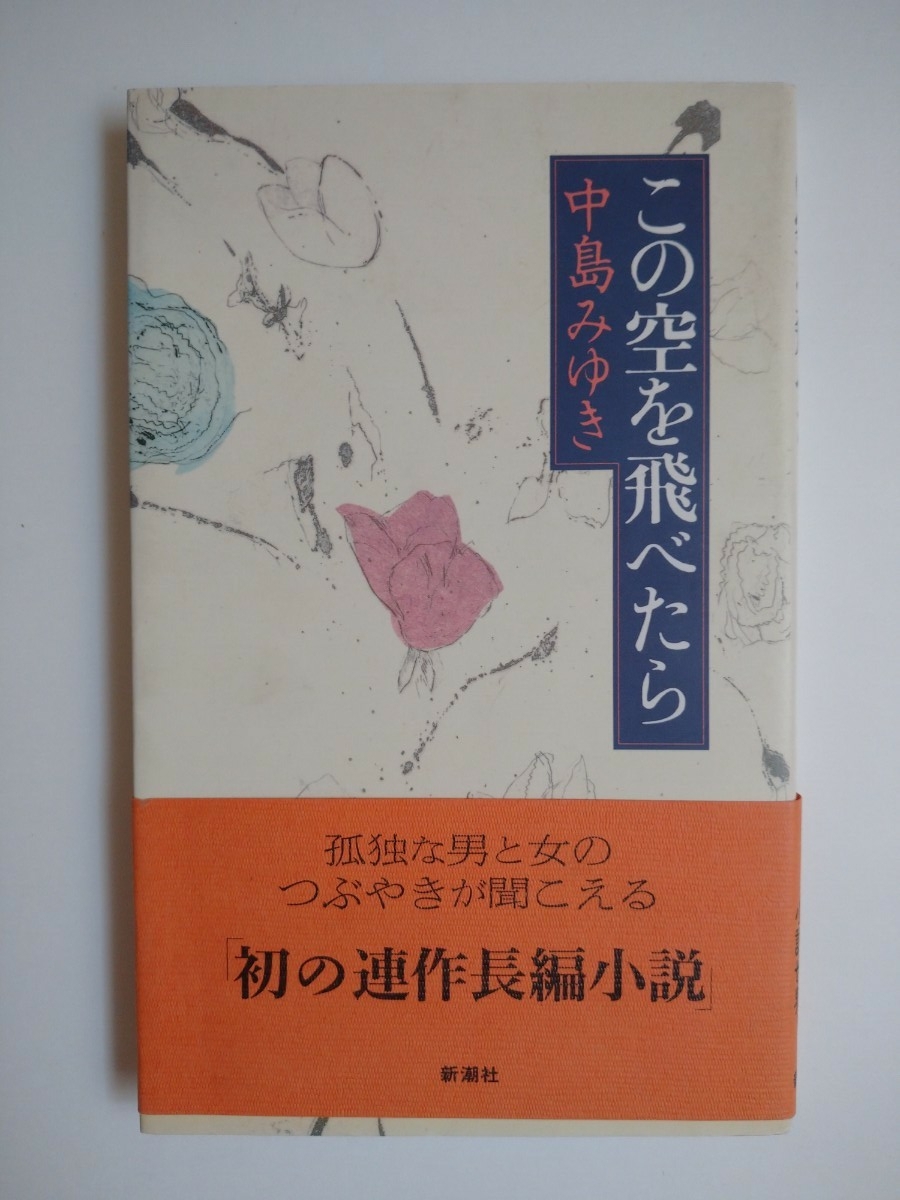 この空を飛べたら
中島みゆき
孤独な男と女の
つぶやきが聞こえる
「初の連作長編小説」
新潮社